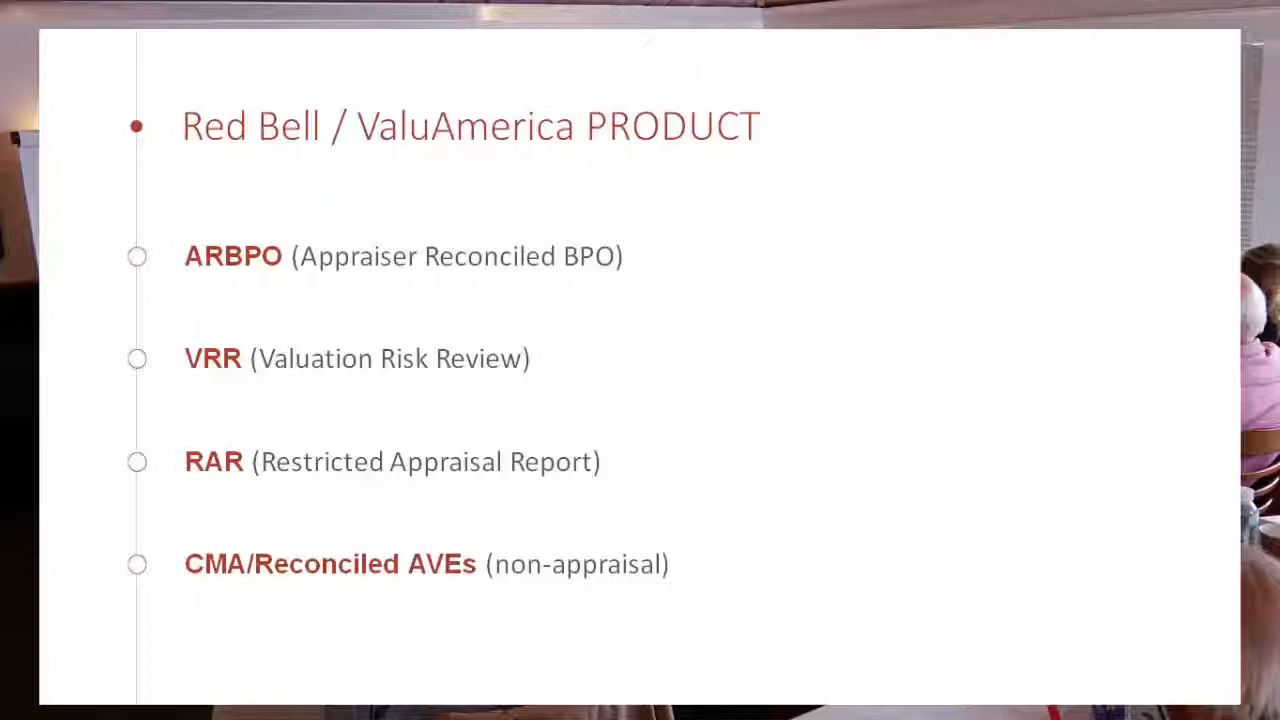 Red Bell / ValuAmerica PRODUCT
ARBPO (Appraiser Reconciled BPO)
VRR (Valuation Risk Review)
RAR (Restricted Appraisal Report)
CMA/Reconciled AVEs (non-appraisal)